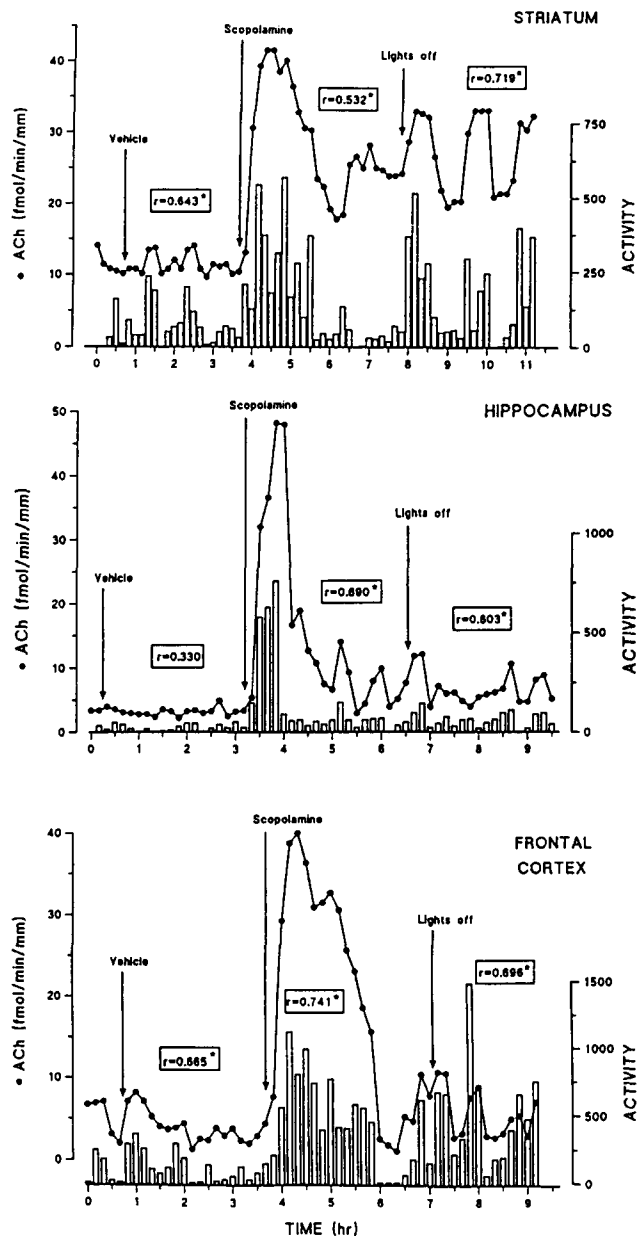 STRIATUM
Scopolamine
Lights off
Vehicle
r=0.643*
r=0.532*
r=0.719*
● ACh (fmol/min/mm)
40
30
20
10
0
750
500
250
0
ACTIVITY
0 1 2 3 4 5 6 7 8 9 10 11
HIPPOCAMPUS
Scopolamine
Lights off
Vehicle
r=0.330
r=0.690*
r=0.603*
● ACh (fmol/min/mm)
50
40
30
20
10
0
1000
500
0
ACTIVITY
0 1 2 3 4 5 6 7 8 9
FRONTAL
CORTEX
Scopolamine
Lights off
Vehicle
r=0.665*
r=0.741*
r=0.696*
● ACh (fmol/min/mm)
40
30
20
10
0
1500
1000
500
0
ACTIVITY
0 1 2 3 4 5 6 7 8 9
TIME (hr)